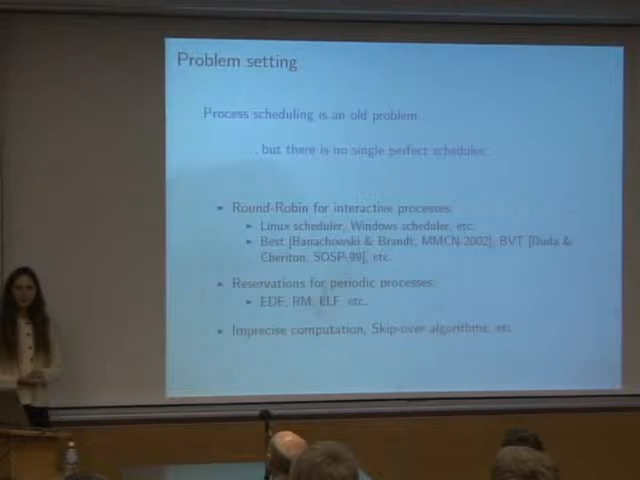 Problem setting
Process scheduling is an old problem
... but there is no single perfect scheduler.
Round-Robin for interactive processes:
Linux scheduler, Windows scheduler, etc.
Best [Banachowski & Brandt, MMCN-2002], BVT [Duda &
Cheriton, SOSP-99], etc.
Reservations for periodic processes:
EDF, RM, ELF, etc.
Imprecise computation, Skip-over algorithms, etc.